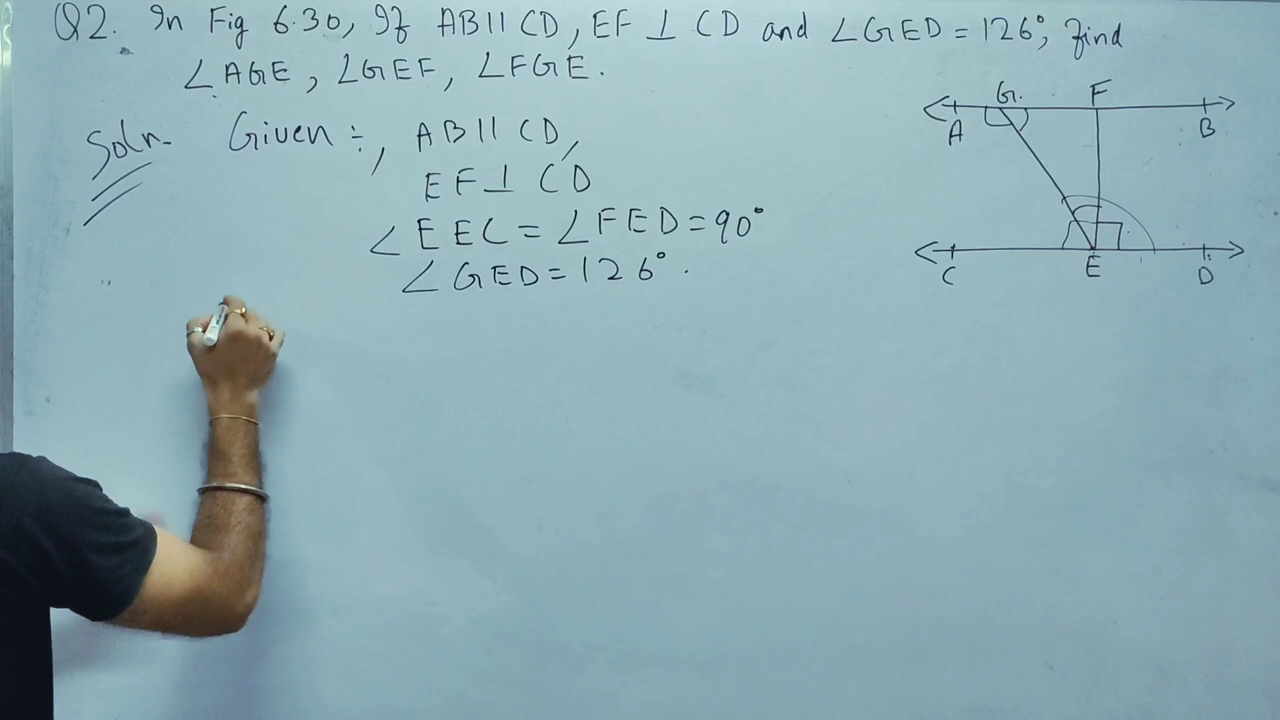 Q2. In Fig 6.30, If AB || CD, EF ⊥ CD and ∠GED = 126°, find
∠AGE, ∠GEF, ∠FGE.
Soln- Given :-, AB || CD,
EF ⊥ CD
∠EEC = ∠FED = 90°
∠GED = 126°.
G F
A B
C E D